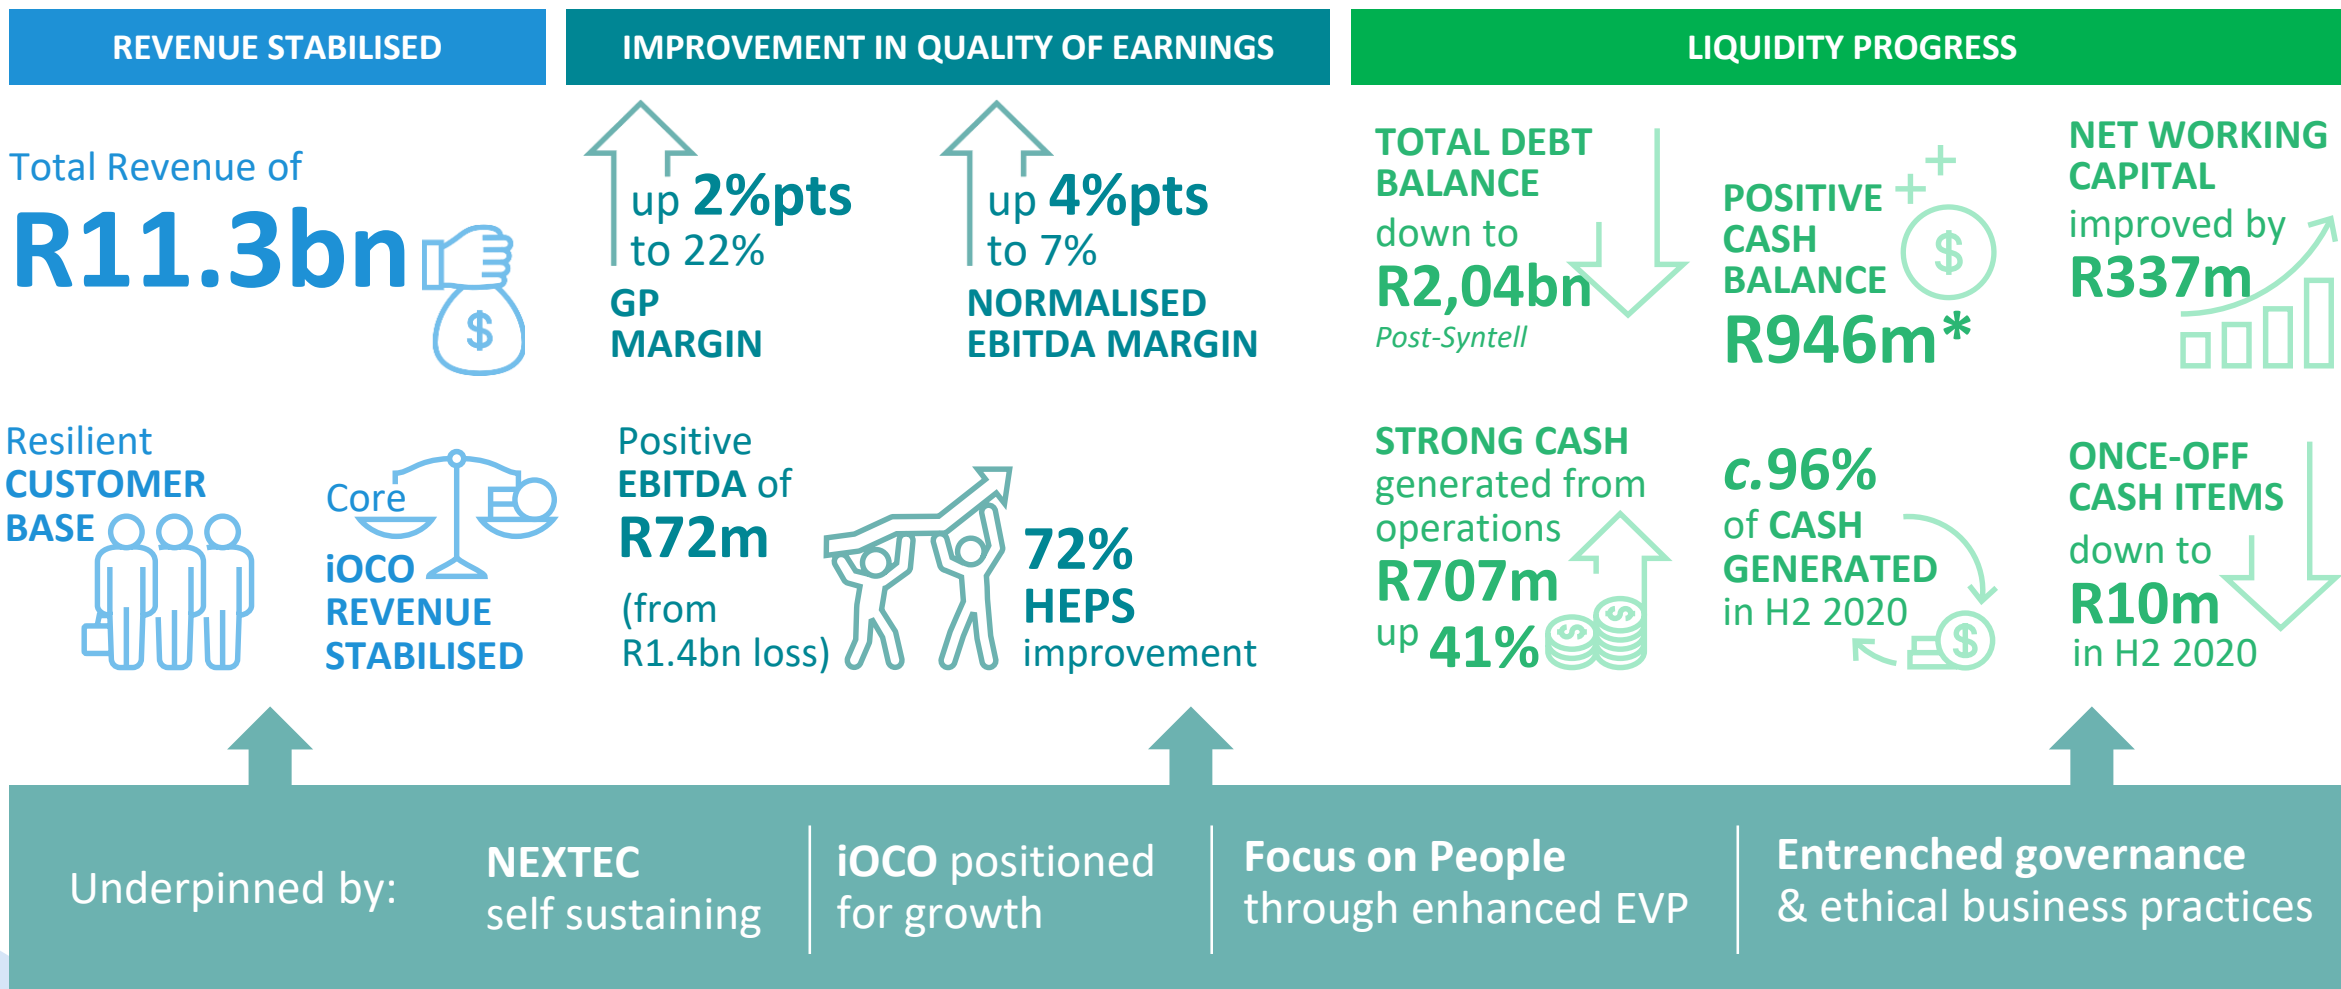 REVENUE STABILISED
Total Revenue of
R11.3bn
$
Resilient
CUSTOMER
BASE
Core
iOCO
REVENUE
STABILISED
IMPROVEMENT IN QUALITY OF EARNINGS
up 2%pts
to 22%
GP
MARGIN
up 4%pts
to 7%
NORMALISED
EBITDA MARGIN
Positive
EBITDA of
R72m
(from
R1.4bn loss)
72%
HEPS
improvement
LIQUIDITY PROGRESS
TOTAL DEBT
BALANCE
down to
R2,04bn
Post-Syntell
POSITIVE
CASH
BALANCE
R946m*
$
NET WORKING
CAPITAL
improved by
R337m
STRONG CASH
generated from
operations
R707m
up 41%
$
$
c.96%
of CASH
GENERATED
in H2 2020
$
ONCE-OFF
CASH ITEMS
down to
R10m
in H2 2020
Underpinned by:
NEXTEC
self sustaining
iOCO positioned
for growth
Focus on People
through enhanced EVP
Entrenched governance
& ethical business practices